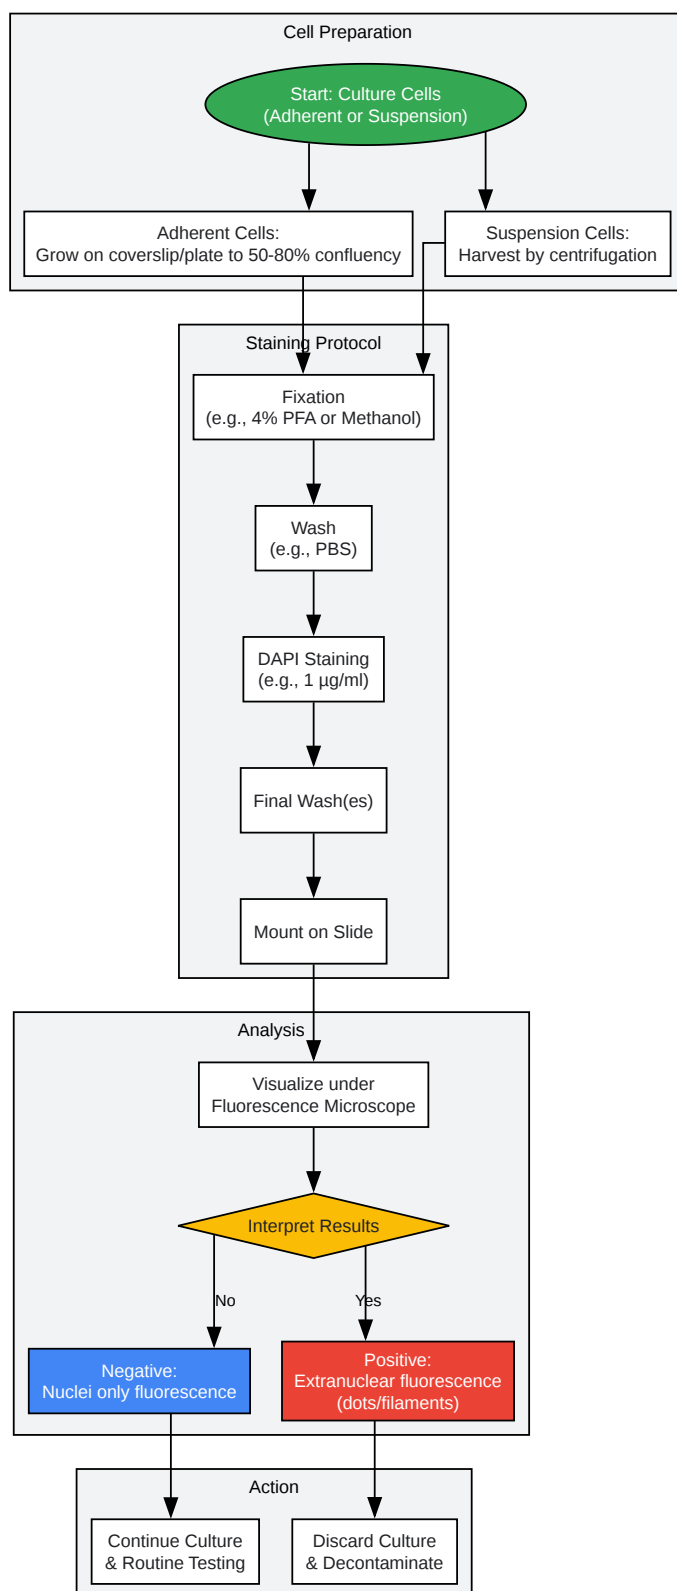 Cell Preparation
Start: Culture Cells
(Adherent or Suspension)
Adherent Cells:
Grow on coverslip/plate to 50-80% confluency
Suspension Cells:
Harvest by centrifugation
Staining Protocol
Fixation
(e.g., 4% PFA or Methanol)
Wash
(e.g., PBS)
DAPI Staining
(e.g., 1 µg/ml)
Final Wash(es)
Mount on Slide
Analysis
Visualize under
Fluorescence Microscope
Interpret Results
No
Yes
Negative:
Nuclei only fluorescence
Positive:
Extranuclear fluorescence
(dots/filaments)
Action
Continue Culture
& Routine Testing
Discard Culture
& Decontaminate